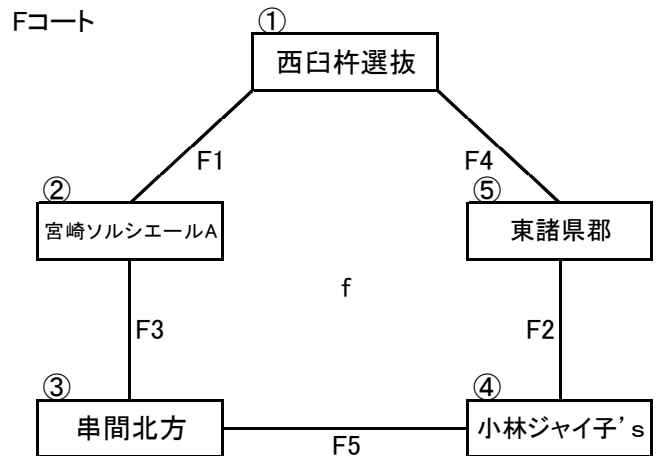 Fコート
①
西臼杵選抜
F1
F4
②
宮崎ソルシエールA
⑤
東諸県郡
f
F3
F2
③
串間北方
④
小林ジャイ子’s
F5